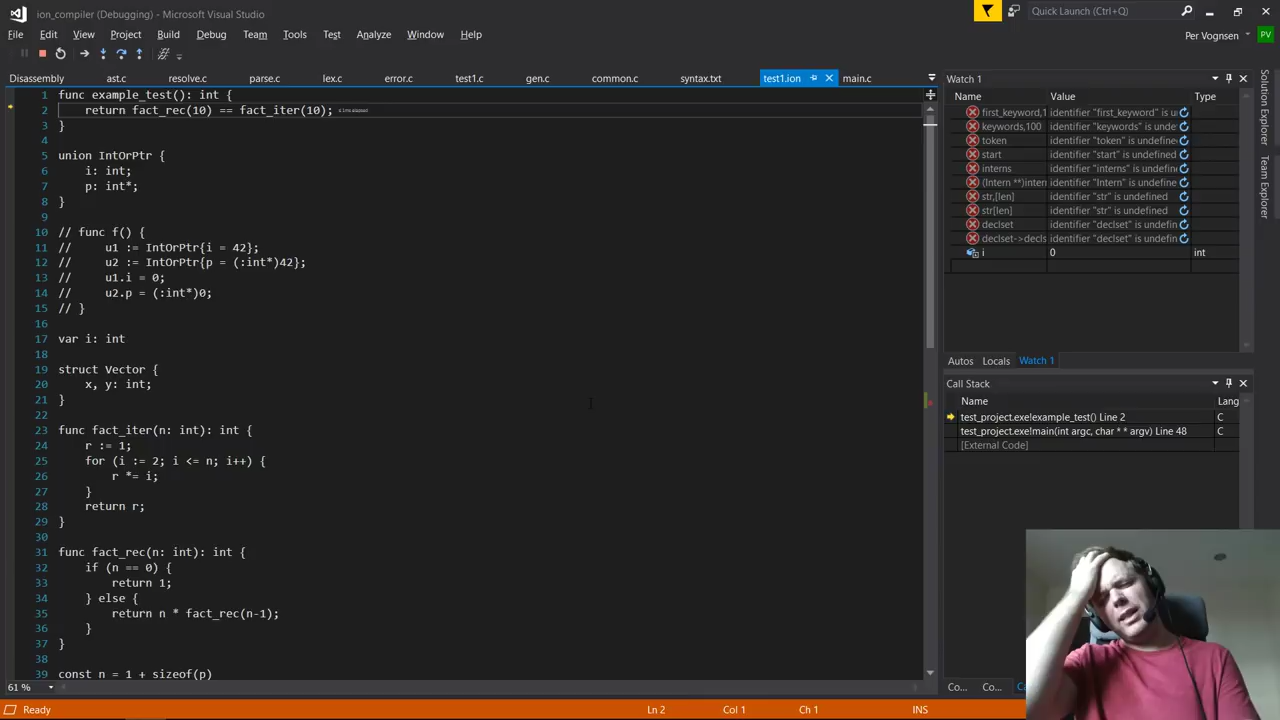 ion_compiler (Debugging) - Microsoft Visual Studio
Quick Launch (Ctrl+Q)
File Edit View Project Build Debug Team Tools Test Analyze Window Help
Per Vognsen PV
Disassembly ast.c resolve.c parse.c lex.c error.c test1.c gen.c common.c syntax.txt test1.ion main.c
1 func example_test(): int {
2 return fact_rec(10) == fact_iter(10);
3 }
4
5 union IntOrPtr {
6 i: int;
7 p: int*;
8 }
9
10 // func f() {
11 // u1 := IntOrPtr{i = 42};
12 // u2 := IntOrPtr{p = (:int*)42};
13 // u1.i = 0;
14 // u2.p = (:int*)0;
15 // }
16
17 var i: int
18
19 struct Vector {
20 x, y: int;
21 }
22
23 func fact_iter(n: int): int {
24 r := 1;
25 for (i := 2; i <= n; i++) {
26 r *= i;
27 }
28 return r;
29 }
30
31 func fact_rec(n: int): int {
32 if (n == 0) {
33 return 1;
34 } else {
35 return n * fact_rec(n-1);
36 }
37 }
38
39 const n = 1 + sizeof(p)
61 %
Watch 1
Name Value Type
first_keyword,1 identifier "first_keyword" is u
keywords,100 identifier "keywords" is unde
token identifier "token" is undefined
start identifier "start" is undefined
interns identifier "interns" is undefined
(Intern **)intern identifier "Intern" is undefined
str,[len] identifier "str" is undefined
str[len] identifier "str" is undefined
declset identifier "declset" is undefin
declset->decls identifier "declset" is undefin
i 0 int
Autos Locals Watch 1
Call Stack
Name Lang
test_project.exe!example_test() Line 2 C
test_project.exe!main(int argc, char * * argv) Line 48 C
[External Code]
Co... Co... Ca
Solution Explorer
Team Explorer
Ready Ln 2 Col 1 Ch 1 INS